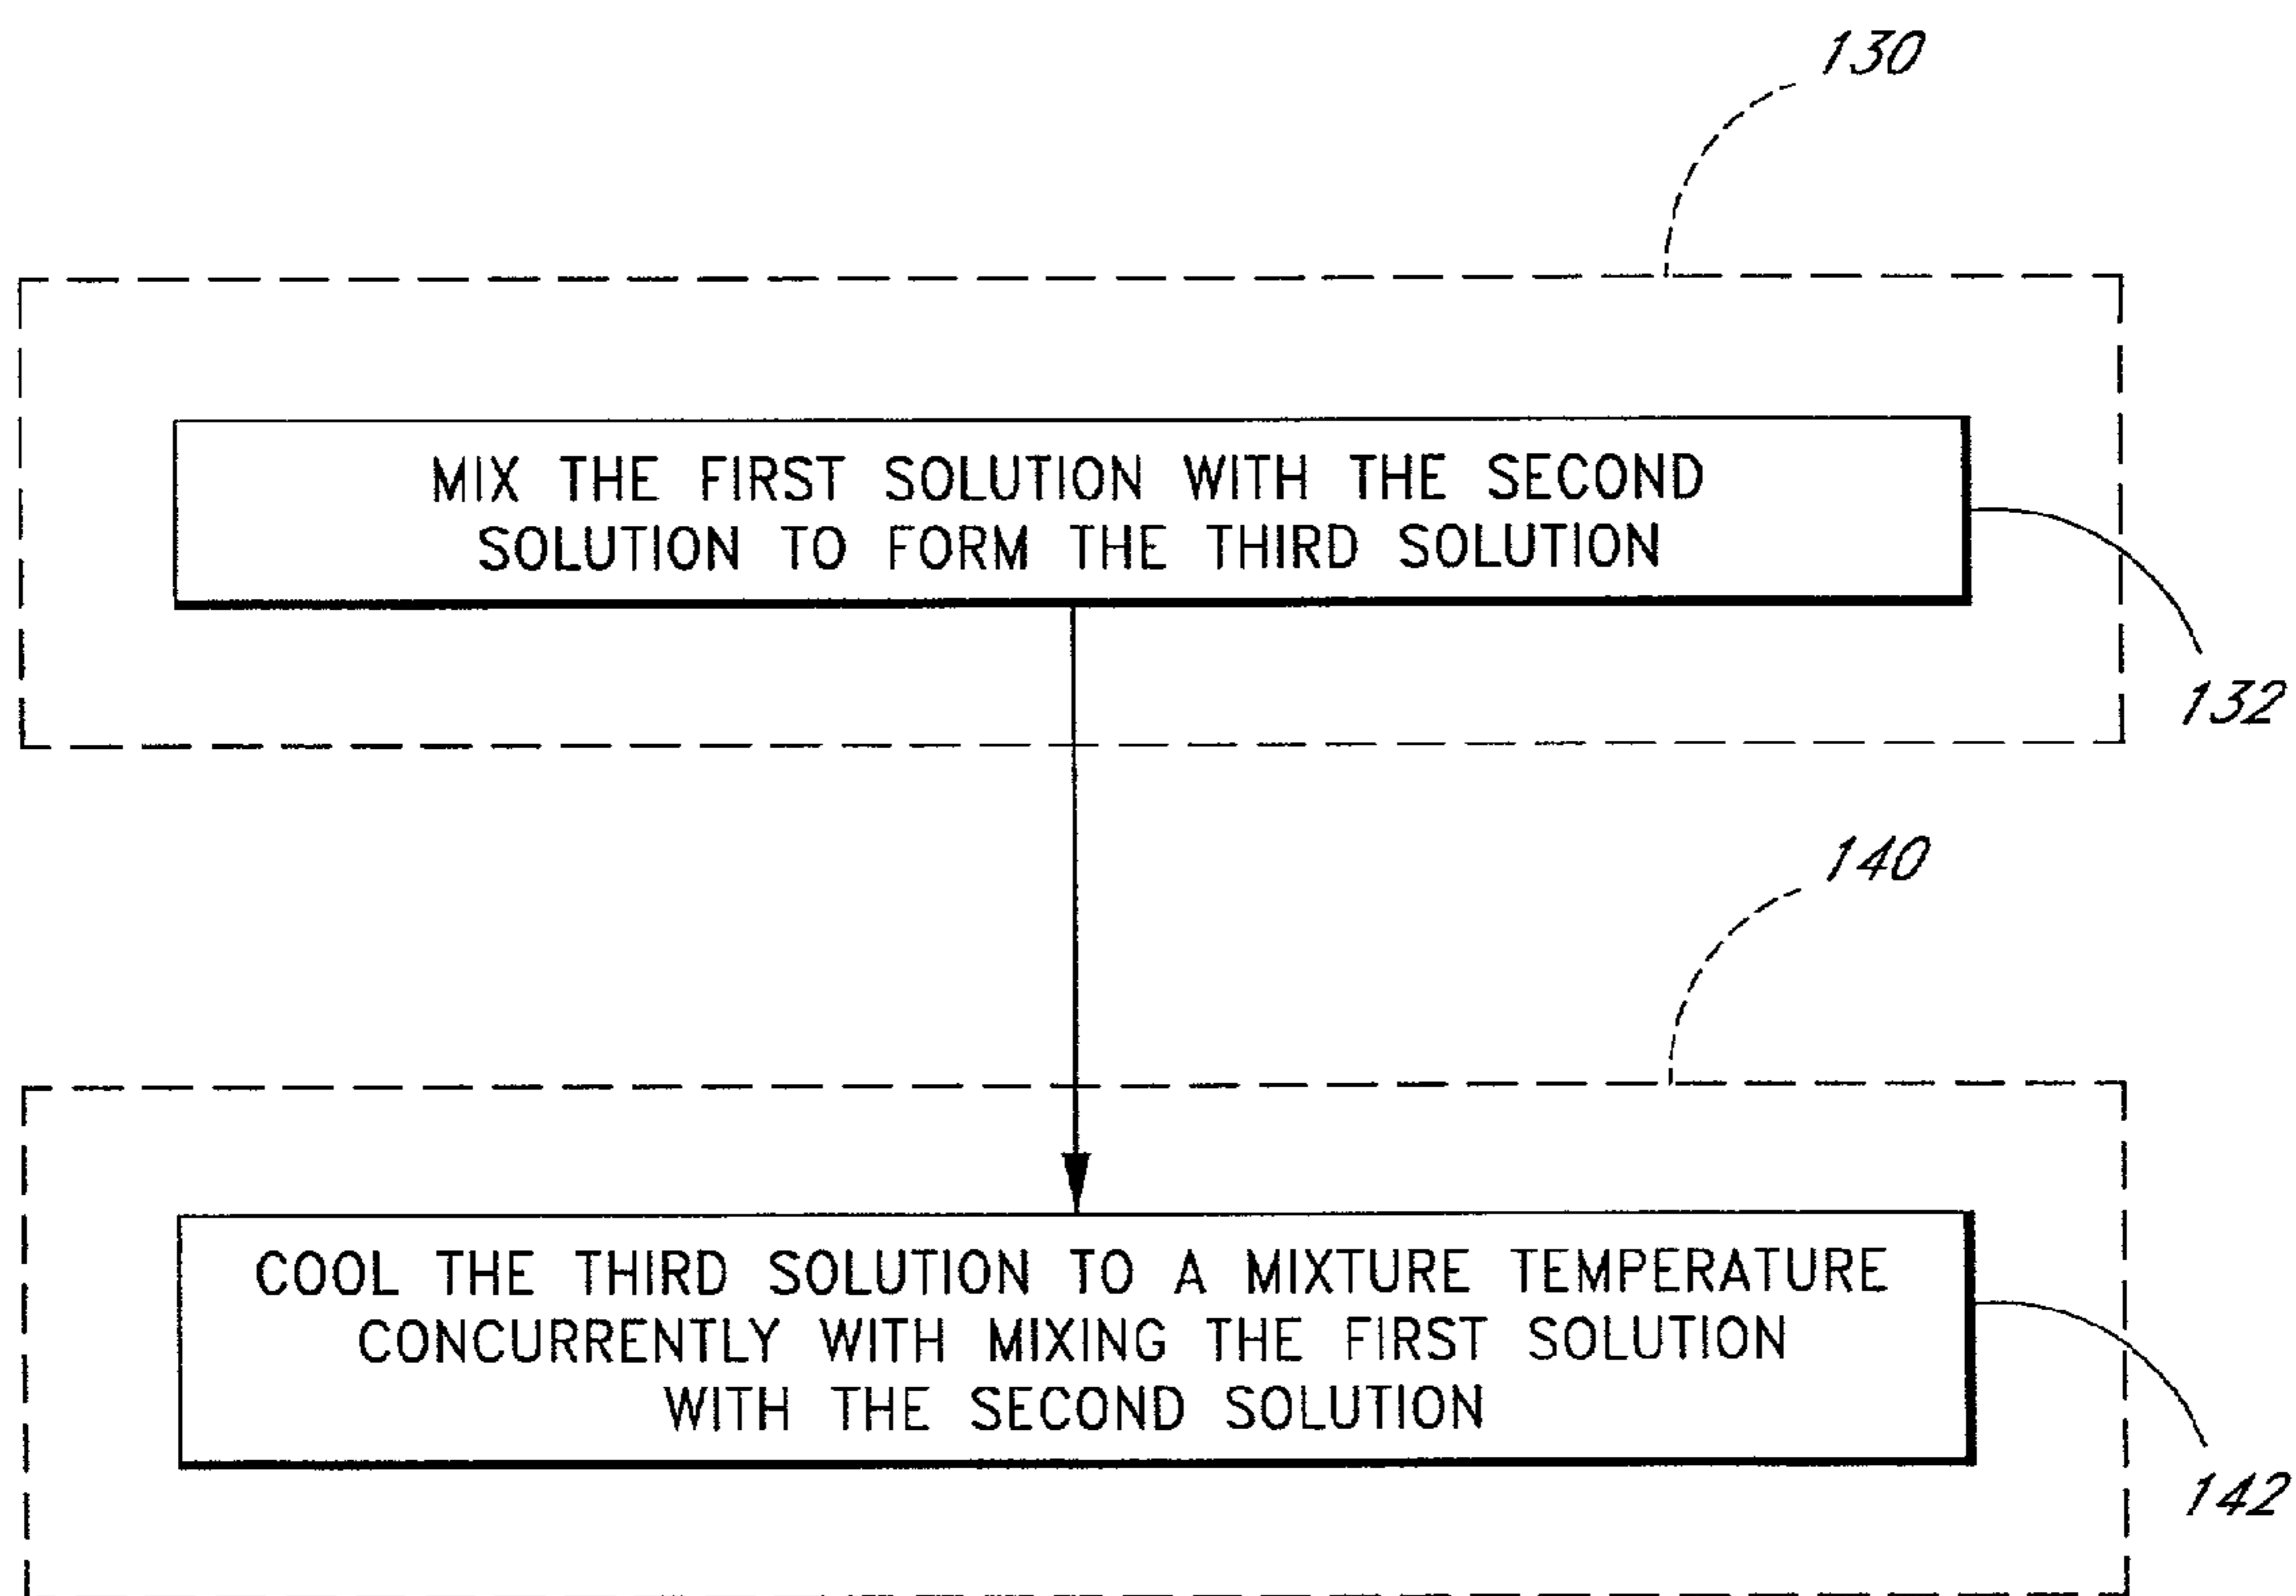 130
MIX THE FIRST SOLUTION WITH THE SECOND
SOLUTION TO FORM THE THIRD SOLUTION
132
140
COOL THE THIRD SOLUTION TO A MIXTURE TEMPERATURE
CONCURRENTLY WITH MIXING THE FIRST SOLUTION
WITH THE SECOND SOLUTION
142